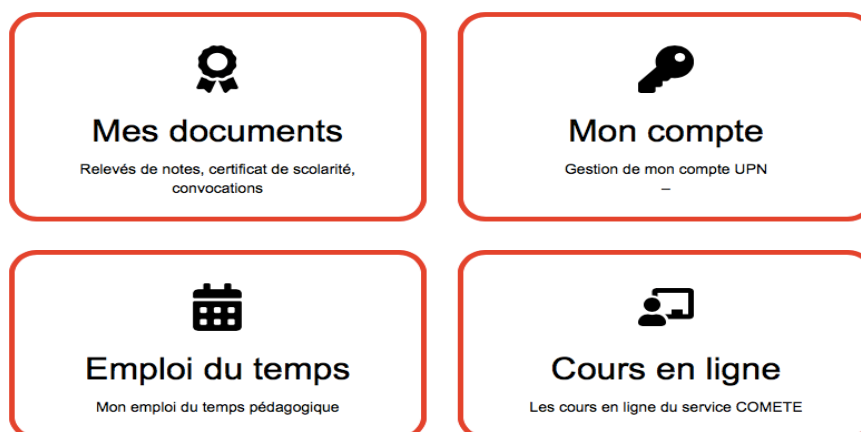 Mes documents
Relevés de notes, certificat de scolarité,
convocations
Mon compte
Gestion de mon compte UPN
–
Emploi du temps
Mon emploi du temps pédagogique
Cours en ligne
Les cours en ligne du service COMETE